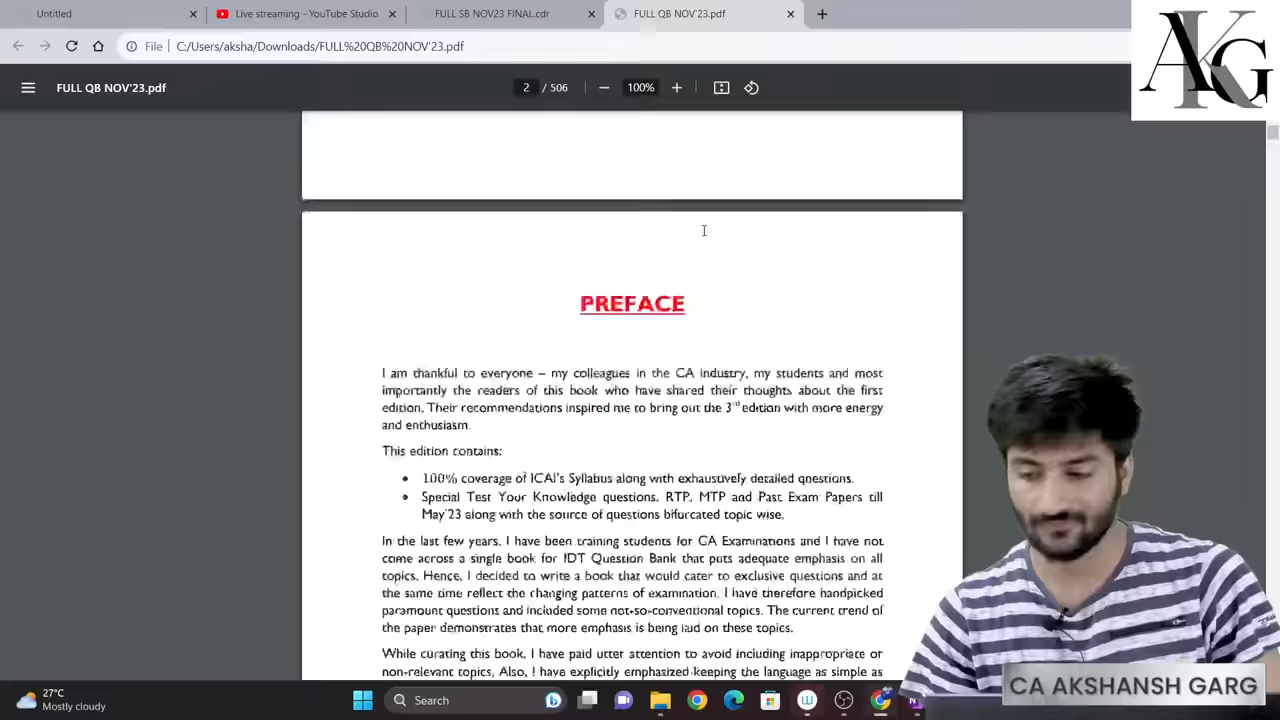 Untitled
Live streaming - YouTube Studio
FULL SB NOV23 FINAL.cdr
FULL QB NOV'23.pdf
File
C:/Users/aksha/Downloads/FULL%20QB%20NOV'23.pdf
AKG
FULL QB NOV'23.pdf
2 / 506
100%
PREFACE
I am thankful to everyone – my colleagues in the CA industry, my students and most
importantly the readers of this book who have shared their thoughts about the first
edition. Their recommendations inspired me to bring out the 3rd edition with more energy
and enthusiasm.
This edition contains:
• 100% coverage of ICAI's Syllabus along with exhaustively detailed questions.
• Special Test Your Knowledge questions, RTP, MTP and Past Exam Papers till
May'23 along with the source of questions bifurcated topic wise.
In the last few years, I have been training students for CA Examinations and I have not
come across a single book for IDT Question Bank that puts adequate emphasis on all
topics. Hence, I decided to write a book that would cater to exclusive questions and at
the same time reflect the changing patterns of examination. I have therefore handpicked
paramount questions and included some not-so-conventional topics. The current trend of
the paper demonstrates that more emphasis is being laid on these topics.
While curating this book, I have paid utter attention to avoid including inappropriate or
non-relevant topics. Also, I have explicitly emphasized keeping the language as simple as
CA AKSHANSH GARG
27°C
Mostly cloudy
Search